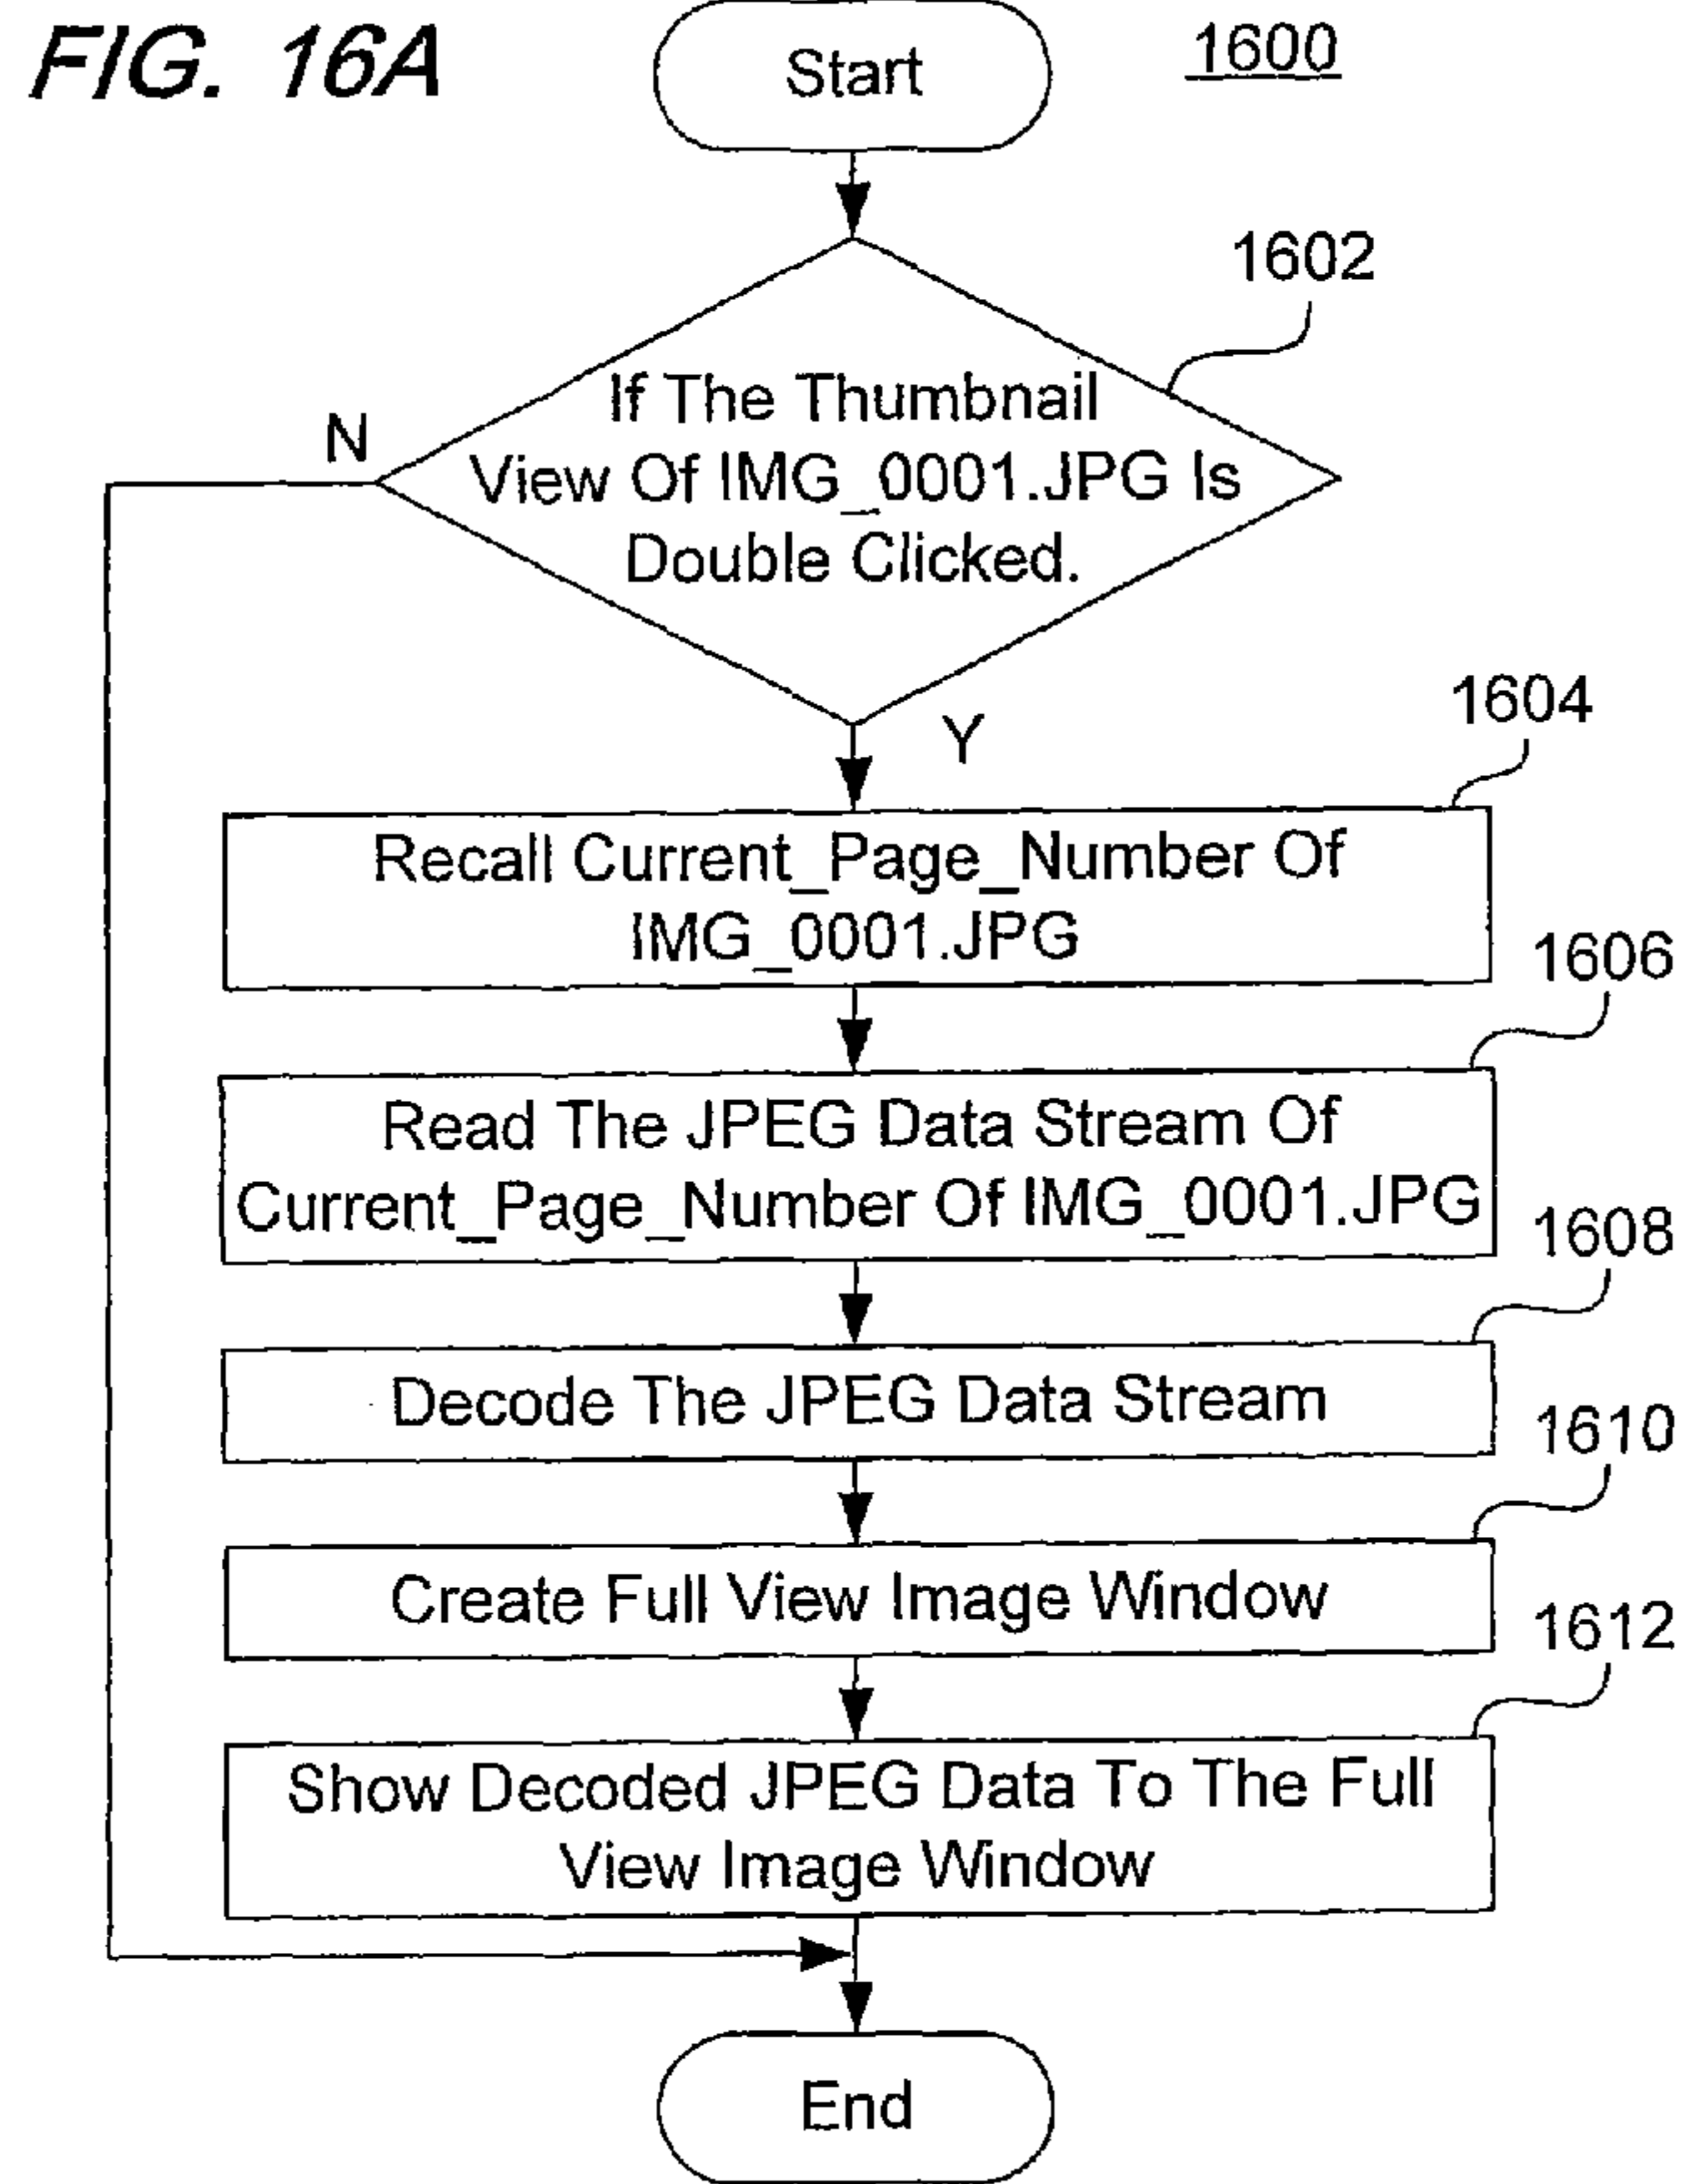 FIG. 16A
1600
Start
1602
If The Thumbnail
View Of IMG_0001.JPG Is
Double Clicked.
N
Y
1604
Recall Current_Page_Number Of
IMG_0001.JPG
1606
Read The JPEG Data Stream Of
Current_Page_Number Of IMG_0001.JPG
1608
Decode The JPEG Data Stream
1610
Create Full View Image Window
1612
Show Decoded JPEG Data To The Full
View Image Window
End